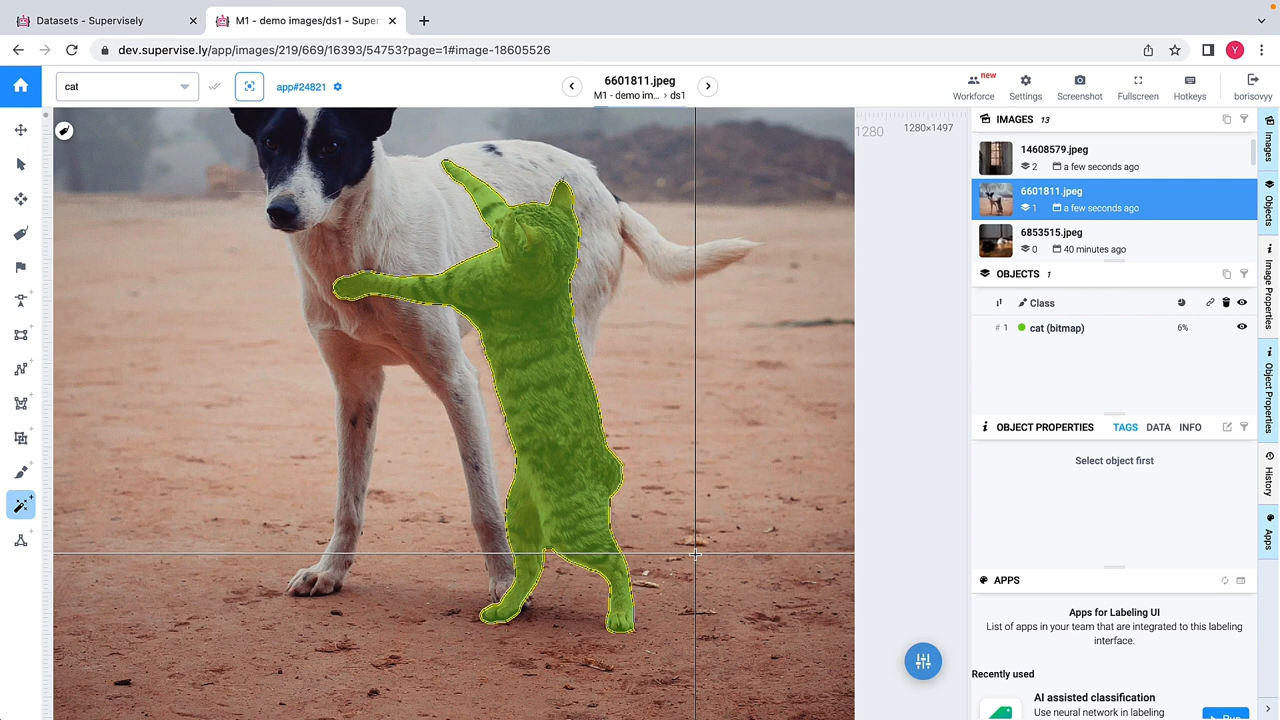 Datasets - Supervisely
M1 - demo images/ds1 - Super
dev.supervise.ly/app/images/219/669/16393/54753?page=1#image-18605526
Y
cat
app#24821
6601811.jpeg
M1 - demo im... › ds1
new
Workforce
Settings
Screenshot
Fullscreen
Hotkeys
borisovyy
1280
1280×1497
IMAGES 13
14608579.jpeg
2 a few seconds ago
6601811.jpeg
1 a few seconds ago
6853515.jpeg
0 40 minutes ago
OBJECTS 1
Class
# 1 cat (bitmap) 6%
OBJECT PROPERTIES TAGS DATA INFO
Select object first
APPS
Apps for Labeling UI
List of apps in your team that are integrated to this labeling
interface.
Recently used
AI assisted classification
Use neural network in labeling
Run
Images
Objects
Image Properties
Object Properties
History
Apps